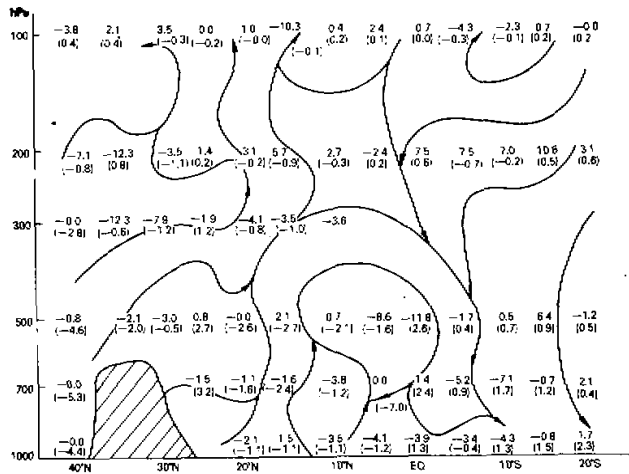 hPa
100 -3.8 2.1 3.5 0.0 1.0 -10.3 0.4 2.4 0.7 -4.3 -2.3 0.7 -0.0
(0.4) (0.4) (-0.3) (-0.2) (-0.0) (-0.1) (0.2) (0.1) (0.0) (-0.3) (-0.1) (0.2) (0.2
200 -7.1 -12.3 -3.5 1.4 3.1 5.7 2.7 -2.4 7.5 7.5 7.0 10.8 3.1
(-0.8) (0.8) (-1.1) (0.2) (-0.2) (-0.9) (-0.3) (0.2) (0.6) (-0.7) (-0.2) (0.5) (0.6)
300 -0.0 -12.3 -7.9 -1.9 -4.1 -3.5 -3.6
(-2.8) (-0.6) (-1.2) (1.2) (-0.8) (-1.0)
500 -0.8 -2.1 -3.0 0.8 -0.0 2.1 0.7 -8.6 -11.8 -1.7 0.5 6.4 -1.2
(-4.6) (-2.0) (-0.5) (2.7) (-2.6) (-2.7) (-2.1) (-1.6) (2.6) (0.4) (0.7) (0.9) (0.5)
700 -0.0 -1.5 -1.1 -1.6 -3.8 0.0 1.4 -5.2 -7.1 -0.7 2.1
(-5.3) (3.2) (-1.6) (-2.4) (-1.2) (-7.0) (2.4) (0.9) (1.7) (1.2) (0.4)
1000 -0.0 -2.1 1.5 -3.5 -4.1 -3.9 -3.4 -4.3 -0.8 1.7
(-4.4) (-1.1) (-1.1) (-1.1) (-1.2) (1.3) (-0.4) (1.3) (1.5) (2.3)
40°N 30°N 20°N 10°N EQ 10°S 20°S